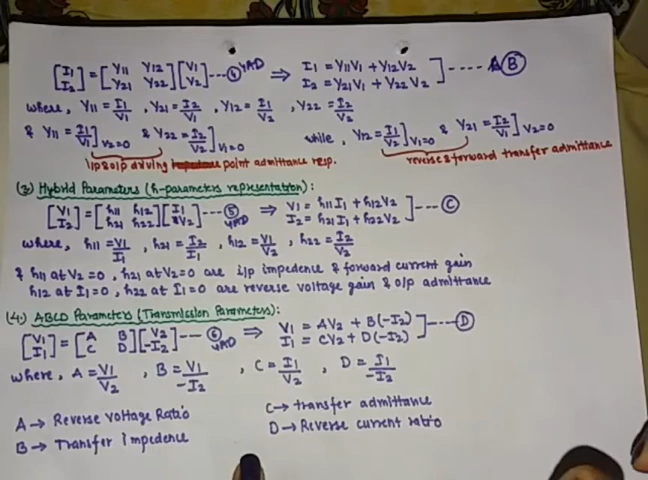 [I1 I2] = [Y11 Y12 Y21 Y22] [V1 V2] ---- ④ ⇒ I1 = Y11V1 + Y12V2
I2 = Y21V1 + Y22V2 ] ---- Ⓑ
where, Y11 = I1/V1, Y21 = I2/V1, Y12 = I1/V2, Y22 = I2/V2
& Y11 = I1/V1]V2=0 & Y22 = I2/V2]V1=0 while, Y12 = I1/V2]V1=0 & Y21 = I2/V1]V2=0
i/p & o/p driving point admittance resp. reverse & forward transfer admittance
(3) Hybrid Parameters (h-parameters representation):
[V1 I2] = [h11 h12 h21 h22] [I1 V2] ---- ⑤ ⇒ V1 = h11I1 + h12V2
I2 = h21I1 + h22V2 ] --- Ⓒ
where, h11 = V1/I1, h21 = I2/I1, h12 = V1/V2, h22 = I2/V2
& h11 at V2=0, h21 at V2=0 are i/p impedence & forward current gain
h12 at I1=0, h22 at I1=0 are reverse voltage gain & o/p admittance
(4.) ABCD Parameters (Transmission Parameters):
[V1 I1] = [A B C D] [V2 -I2] --- ⑥ ⇒ V1 = AV2 + B(-I2)
I1 = CV2 + D(-I2) ] ---- Ⓓ
where, A = V1/V2, B = V1/-I2, C = I1/V2, D = I1/-I2
A → Reverse Voltage Ratio C → transfer admittance
B → Transfer impedence D → Reverse current ratio